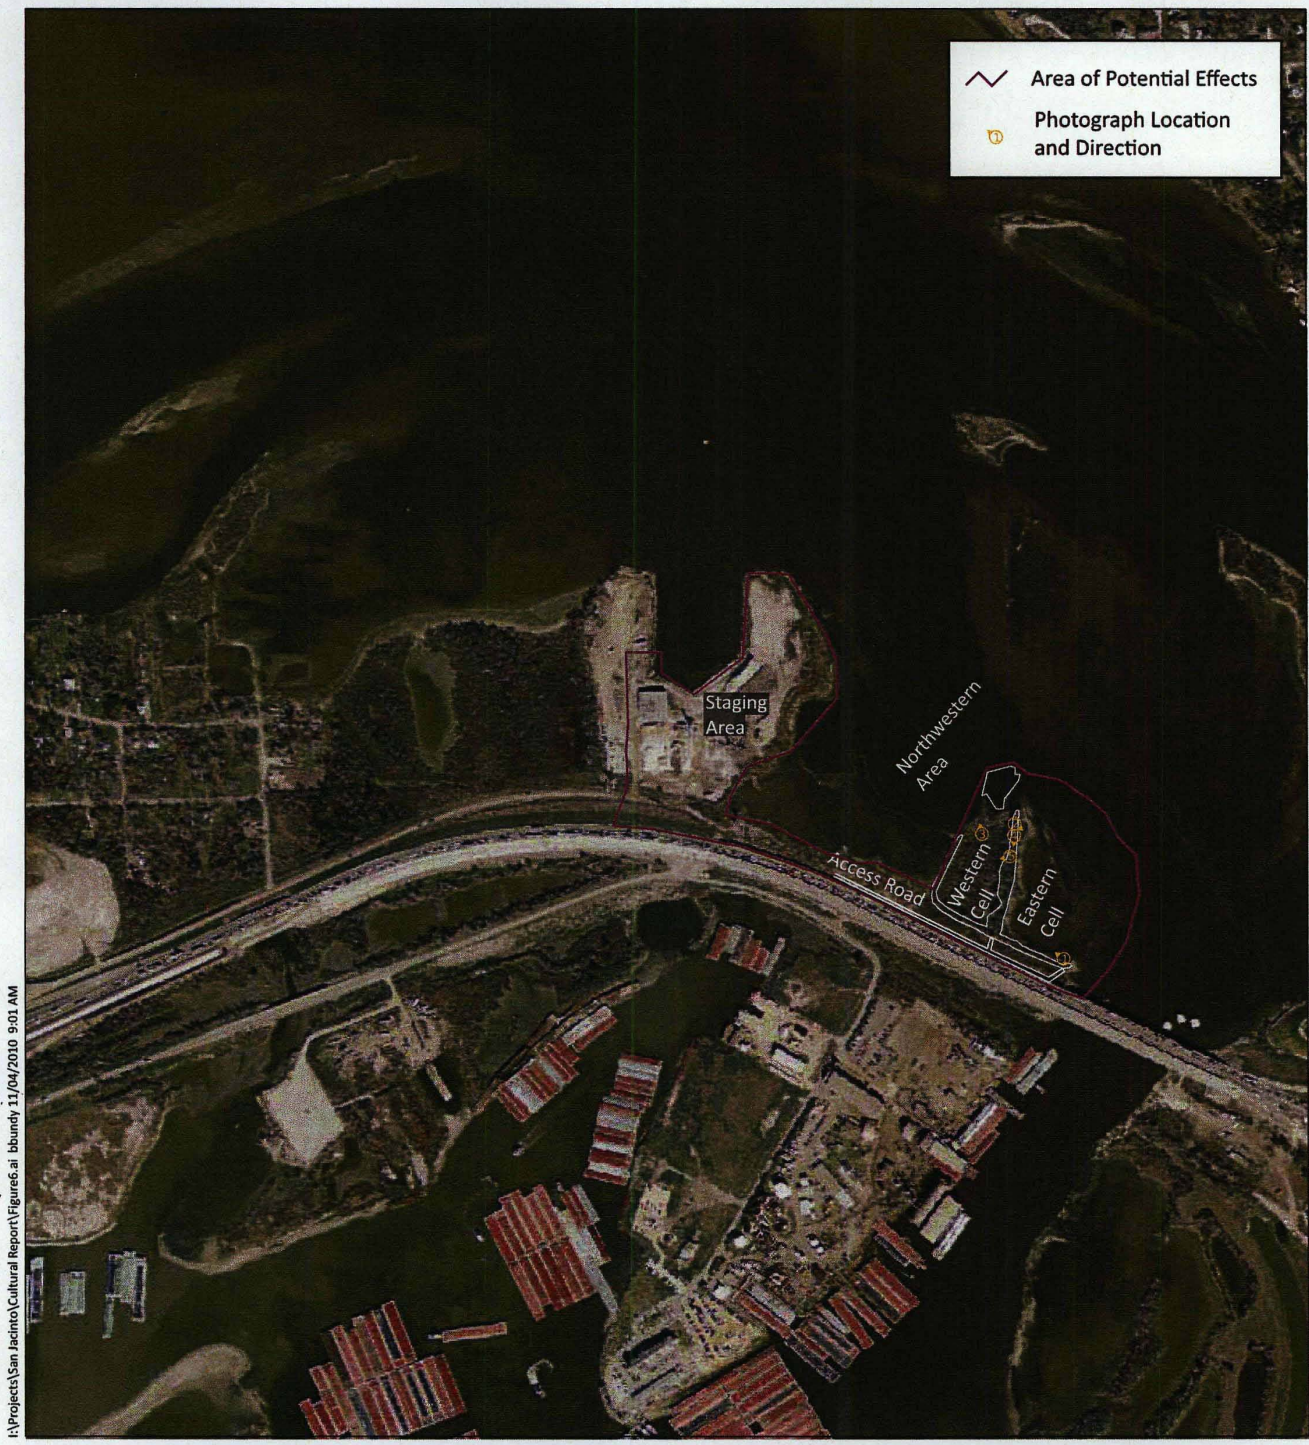 Area of Potential Effects
Photograph Location
and Direction
Staging
Area
Northwestern
Area
Access Road
Western
Cell
Eastern
Cell
I:\Projects\San Jacinto\Cultural Report\Figure6.ai bbundy 11/04/2010 9:01 AM